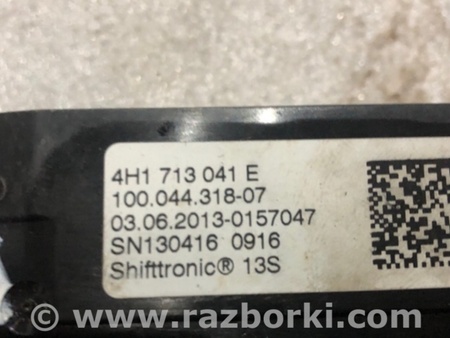 4H1 713 041 E
100.044.318-07
03.06.2013-0157047
SN130416 0916
Shifttronic® 13S
© www.razborki.com